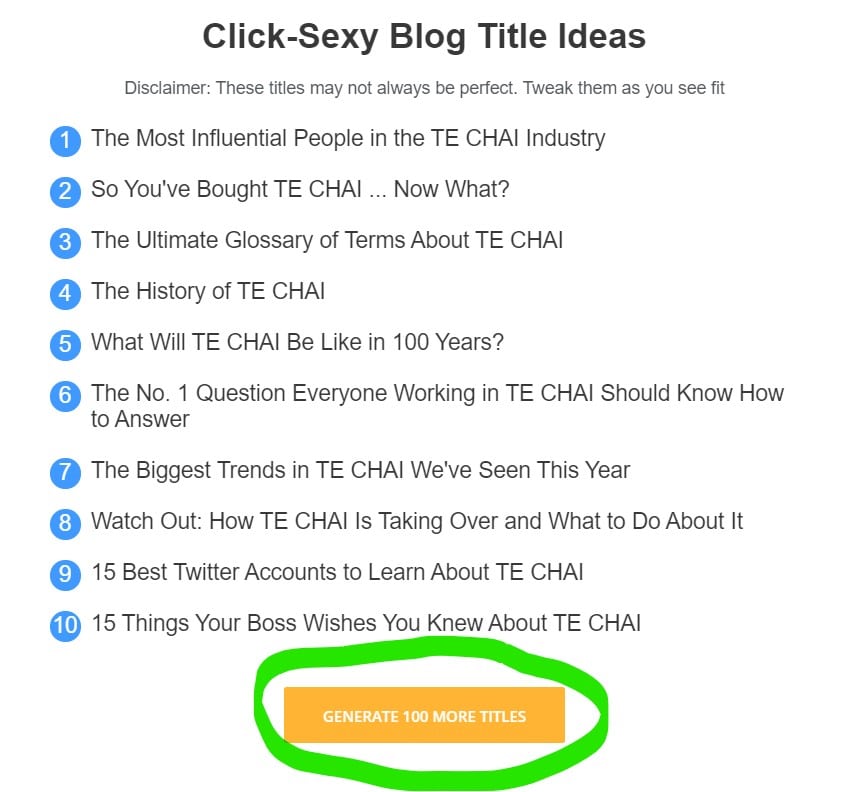 Click-Sexy Blog Title Ideas
Disclaimer: These titles may not always be perfect. Tweak them as you see fit
1 The Most Influential People in the TE CHAI Industry
2 So You've Bought TE CHAI ... Now What?
3 The Ultimate Glossary of Terms About TE CHAI
4 The History of TE CHAI
5 What Will TE CHAI Be Like in 100 Years?
6 The No. 1 Question Everyone Working in TE CHAI Should Know How
to Answer
7 The Biggest Trends in TE CHAI We've Seen This Year
8 Watch Out: How TE CHAI Is Taking Over and What to Do About It
9 15 Best Twitter Accounts to Learn About TE CHAI
10 15 Things Your Boss Wishes You Knew About TE CHAI
GENERATE 100 MORE TITLES